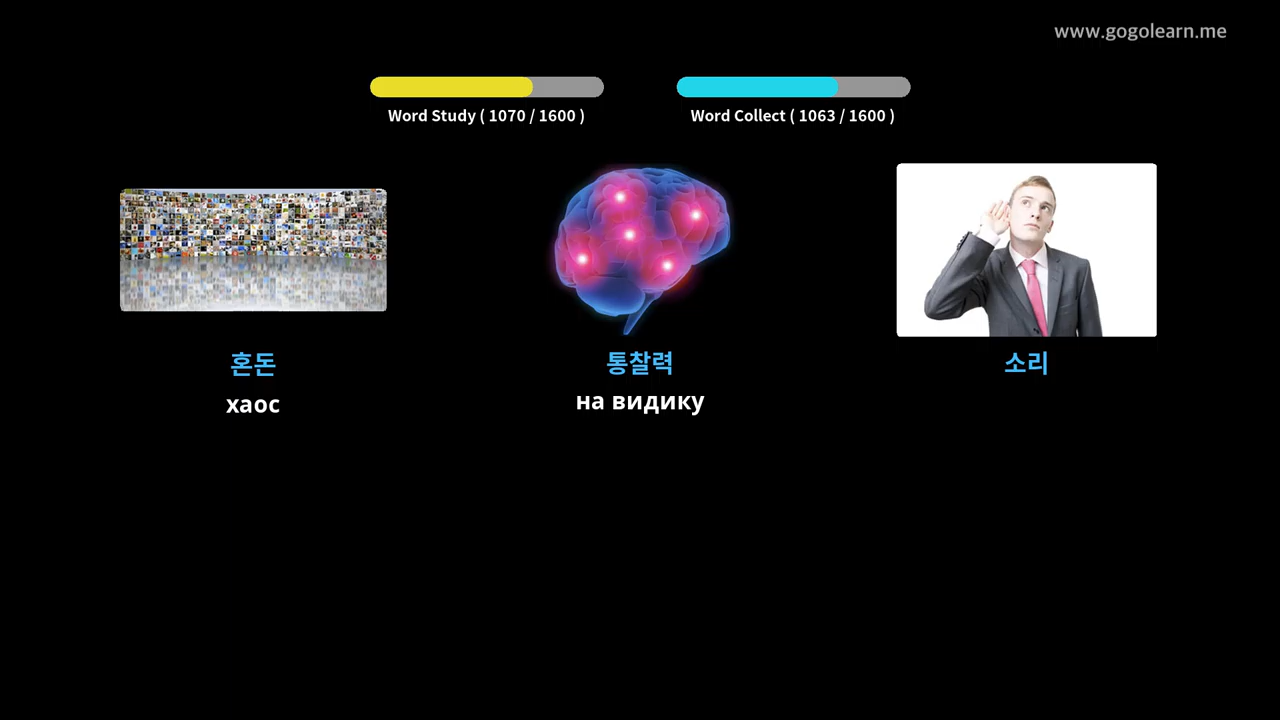 www.gogolearn.me
Word Study ( 1070 / 1600 )
Word Collect ( 1063 / 1600 )
혼돈
хаос
통찰력
на видику
소리